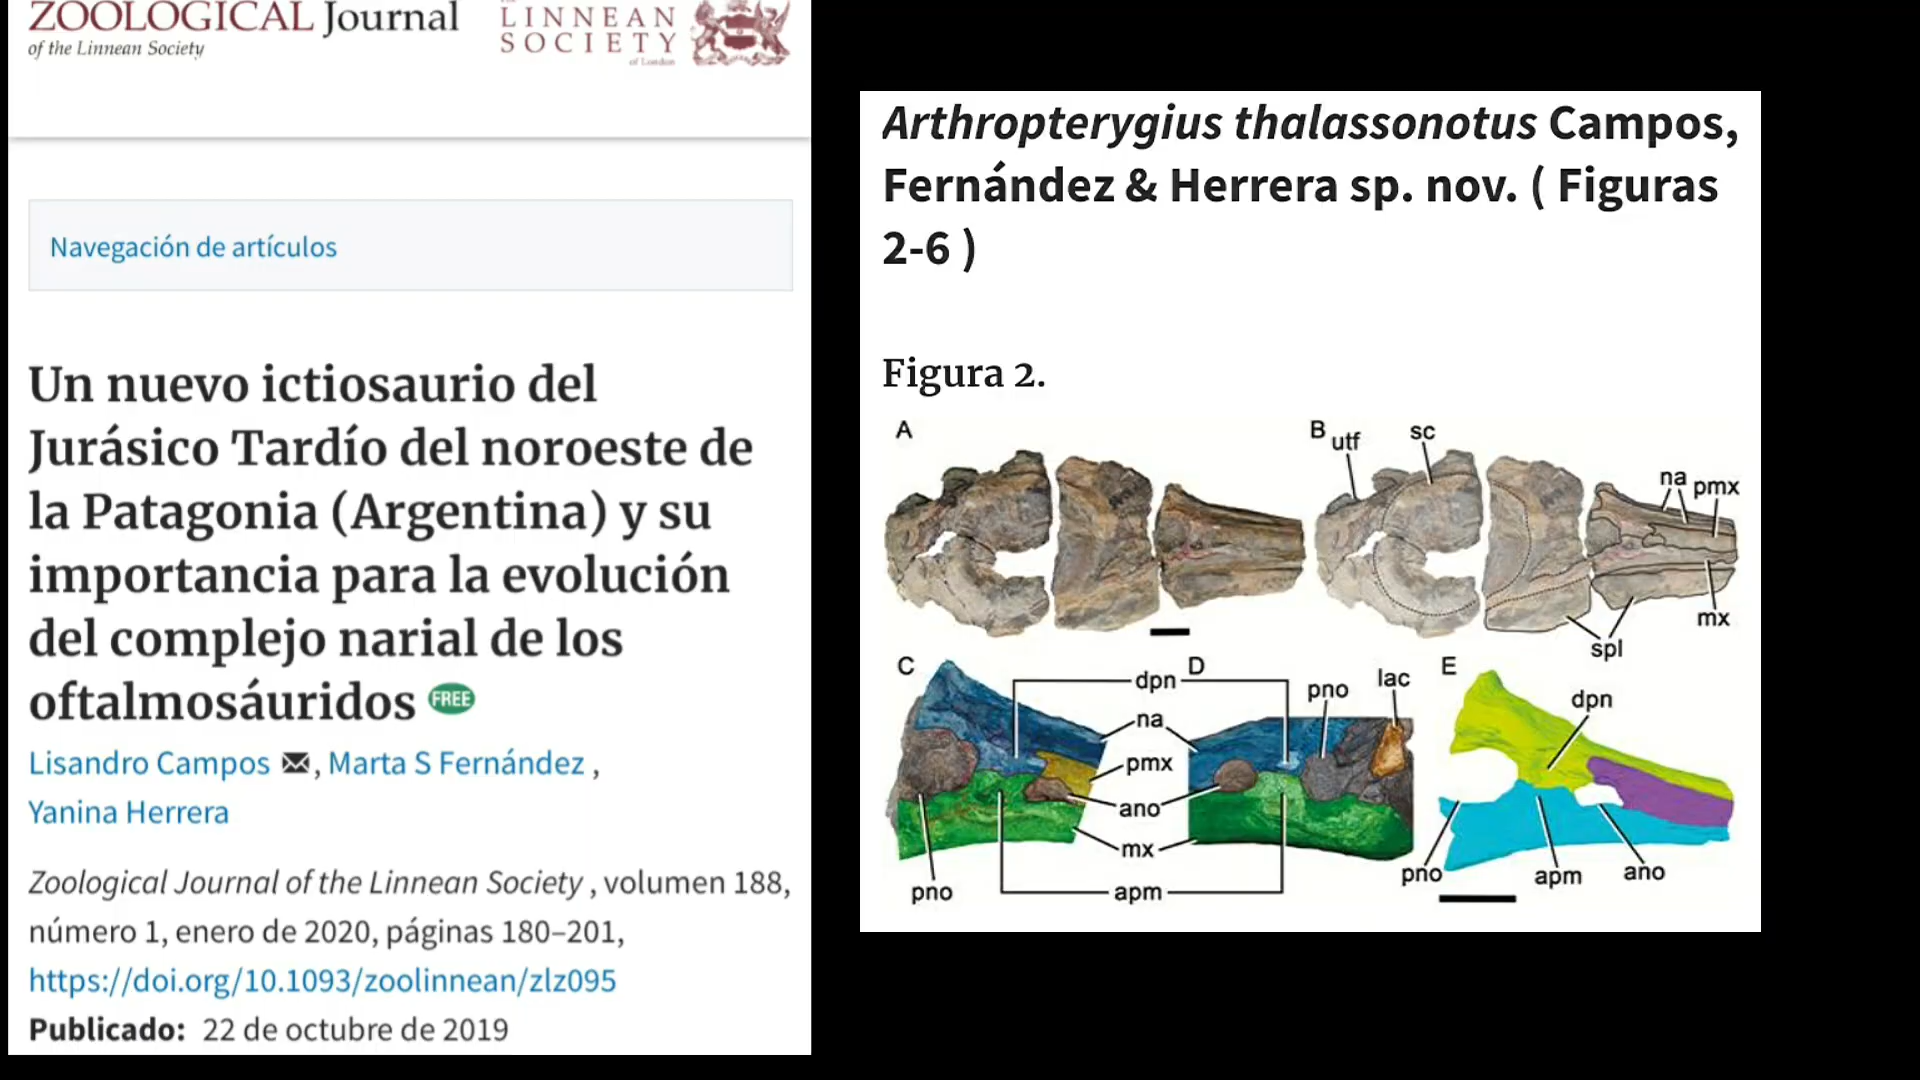 ZOOLOGICAL Journal
of the Linnean Society
LINNEAN
SOCIETY
of London
Navegación de artículos
Un nuevo ictiosaurio del
Jurásico Tardío del noroeste de
la Patagonia (Argentina) y su
importancia para la evolución
del complejo narial de los
oftalmosáuridos FREE
Lisandro Campos , Marta S Fernández ,
Yanina Herrera
Zoological Journal of the Linnean Society , volumen 188,
número 1, enero de 2020, páginas 180–201,
https://doi.org/10.1093/zoolinnean/zlz095
Publicado: 22 de octubre de 2019
Arthropterygius thalassonotus Campos,
Fernández & Herrera sp. nov. ( Figuras
2-6 )
Figura 2.
A
B
utf
sc
na
pmx
mx
spl
C
dpn
D
na
pmx
ano
mx
apm
pno
pno
lac
E
dpn
pno
apm
ano